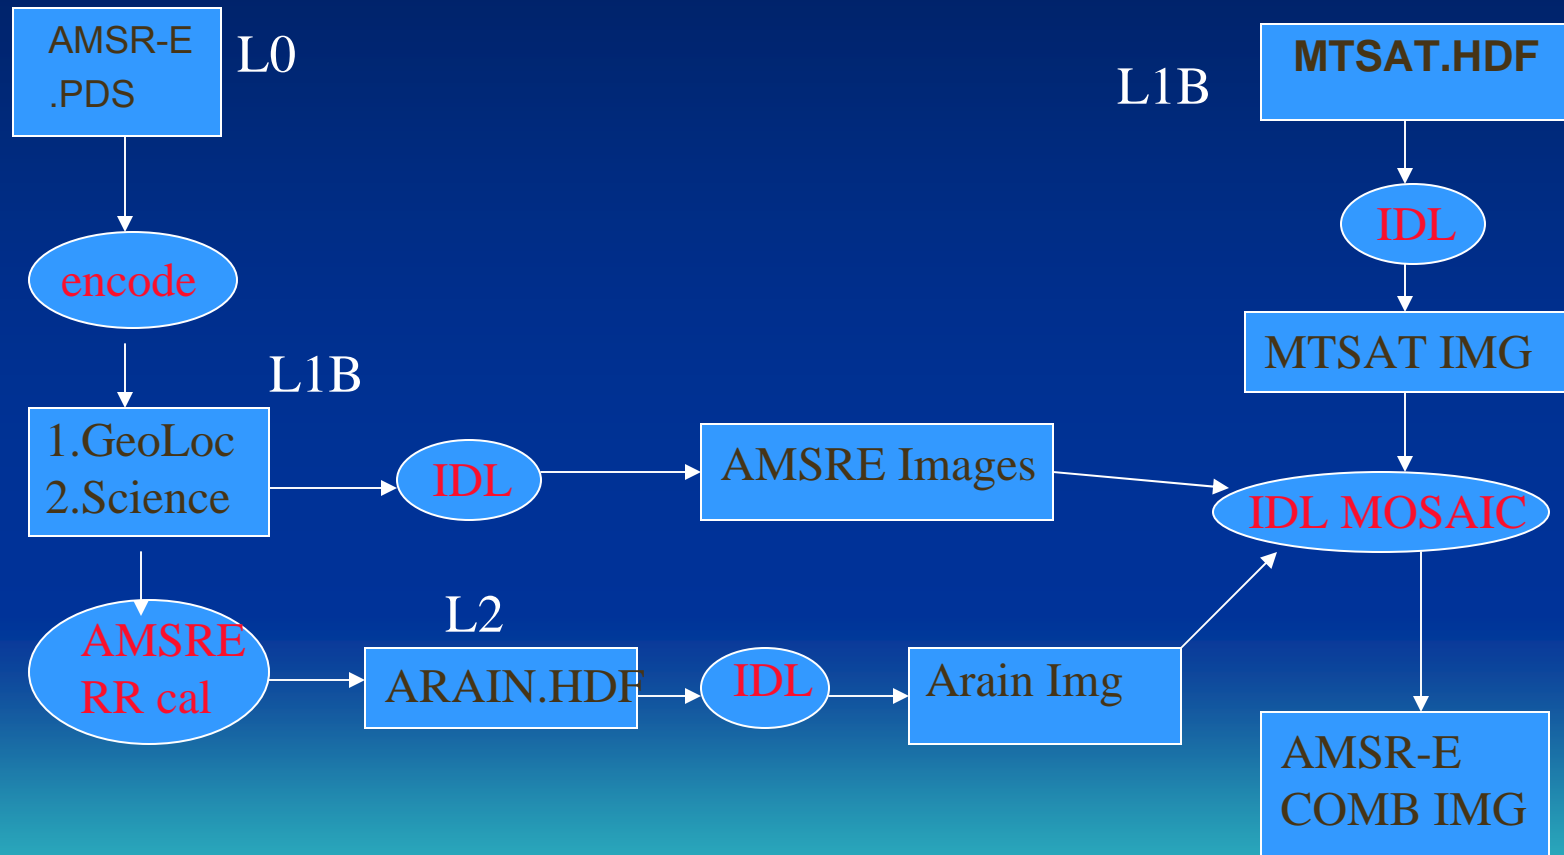 AMSR-E
.PDS
L0
MTSAT.HDF
L1B
IDL
encode
MTSAT IMG
L1B
1.GeoLoc
2.Science
IDL
AMSRE Images
IDL MOSAIC
AMSRE
RR cal
L2
ARAIN.HDF
IDL
Arain Img
AMSR-E
COMB IMG